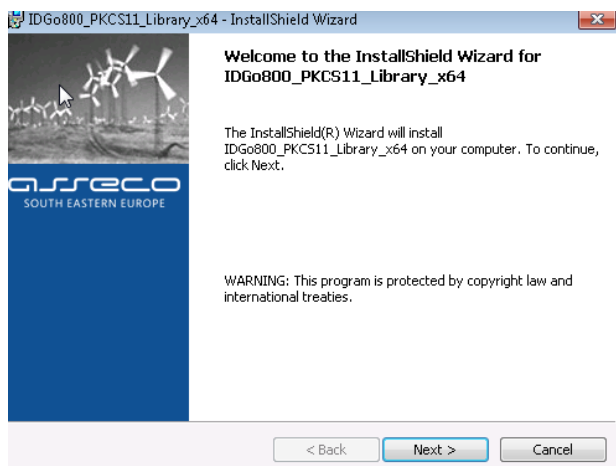 IDGo800_PKCS11_Library_x64 - InstallShield Wizard
Welcome to the InstallShield Wizard for
IDGo800_PKCS11_Library_x64
The InstallShield(R) Wizard will install
IDGo800_PKCS11_Library_x64 on your computer. To continue,
click Next.
asseco
SOUTH EASTERN EUROPE
WARNING: This program is protected by copyright law and
international treaties.
< Back Next > Cancel